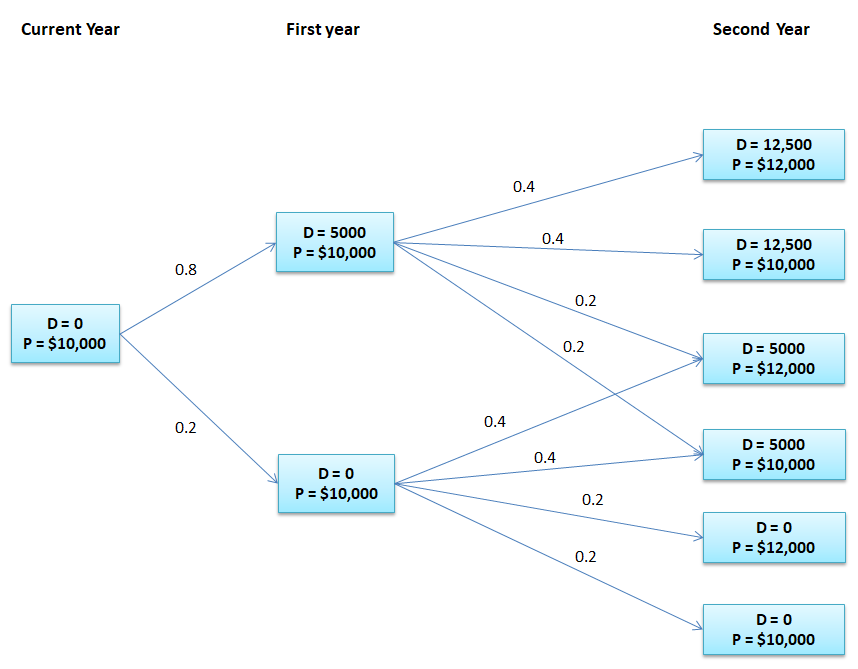 Current Year
First year
Second Year
D = 0
P = $10,000
0.8
0.2
D = 5000
P = $10,000
D = 0
P = $10,000
0.4
0.4
0.2
0.2
0.4
0.4
0.2
0.2
D = 12,500
P = $12,000
D = 12,500
P = $10,000
D = 5000
P = $12,000
D = 5000
P = $10,000
D = 0
P = $12,000
D = 0
P = $10,000